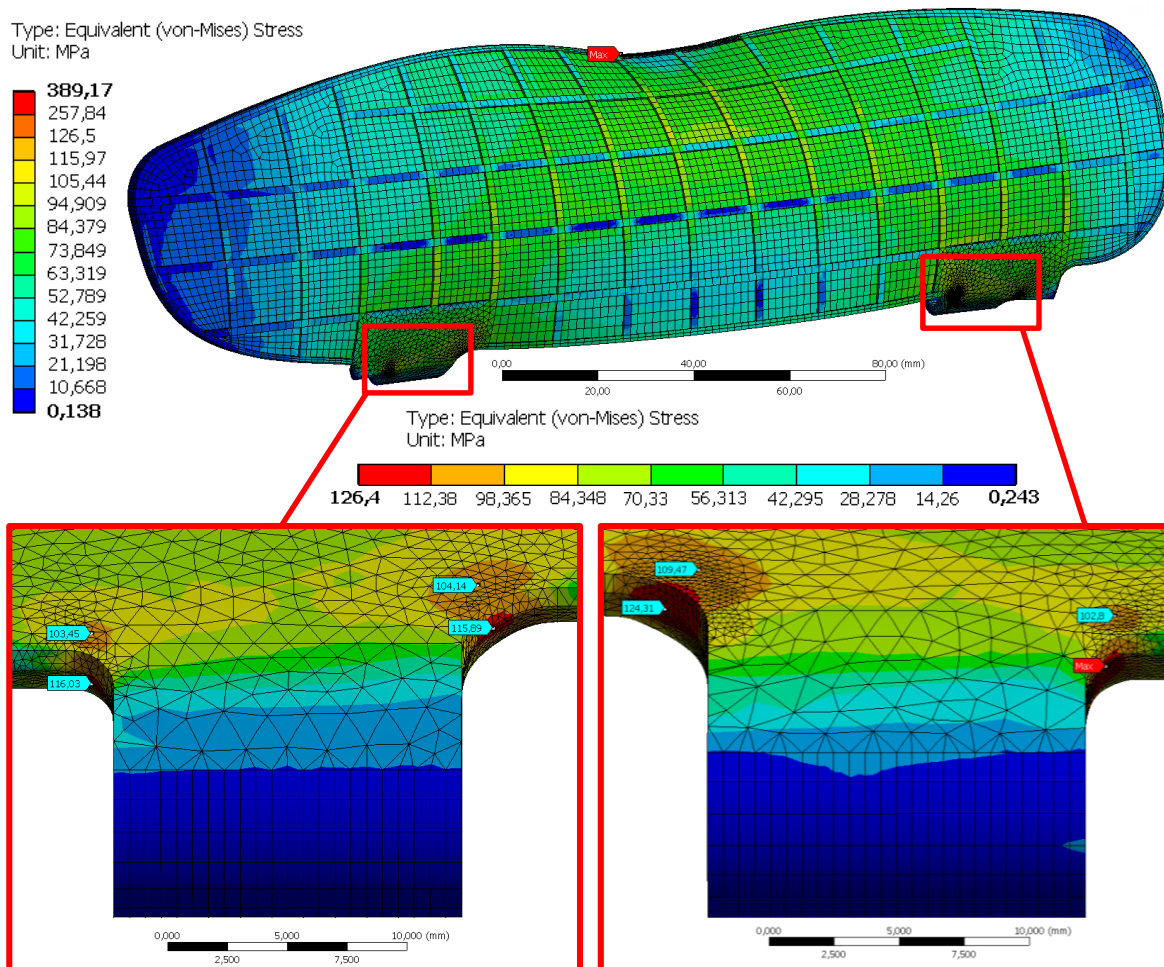 Type: Equivalent (von-Mises) Stress
Unit: MPa
389,17
257,84
126,5
115,97
105,44
94,909
84,379
73,849
63,319
52,789
42,259
31,728
21,198
10,668
0,138
Max
0,00 40,00 80,00 (mm)
20,00 60,00
Type: Equivalent (von-Mises) Stress
Unit: MPa
126,4 112,38 98,365 84,348 70,33 56,313 42,295 28,278 14,26 0,243
103,45
104,14
115,89
116,03
0,000 5,000 10,000 (mm)
2,500 7,500
109,47
124,31
102,8
Max
0,000 5,000 10,000 (mm)
2,500 7,500